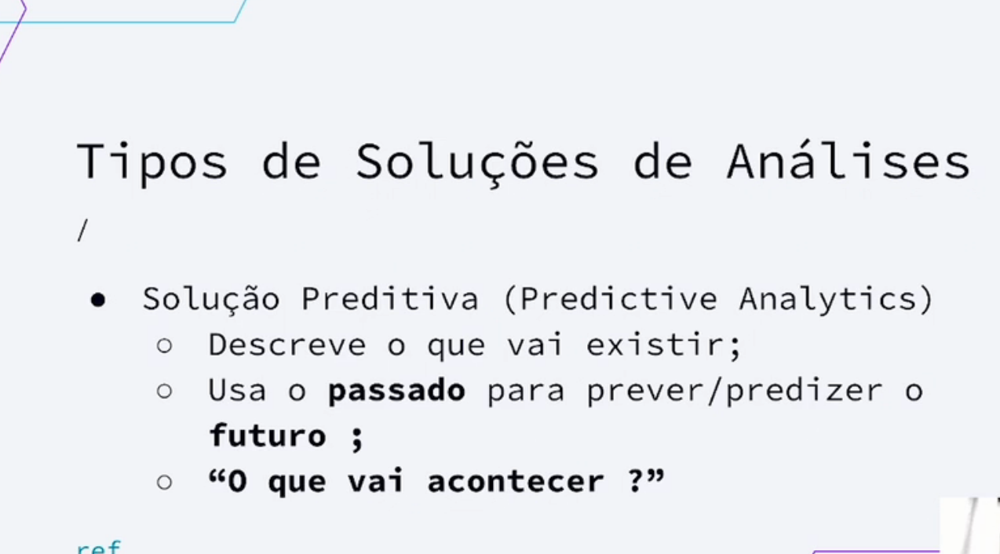 Tipos de Soluções de Análises
/
● Solução Preditiva (Predictive Analytics)
○ Descreve o que vai existir;
○ Usa o passado para prever/predizer o
futuro ;
○ “O que vai acontecer ?”
ref